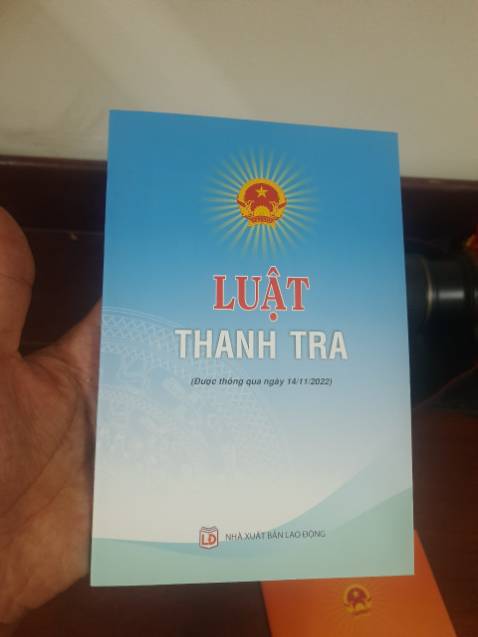 LUẬT
THANH TRA
(Được thông qua ngày 14/11/2022)
LĐ
NHÀ XUẤT BẢN LAO ĐỘNG